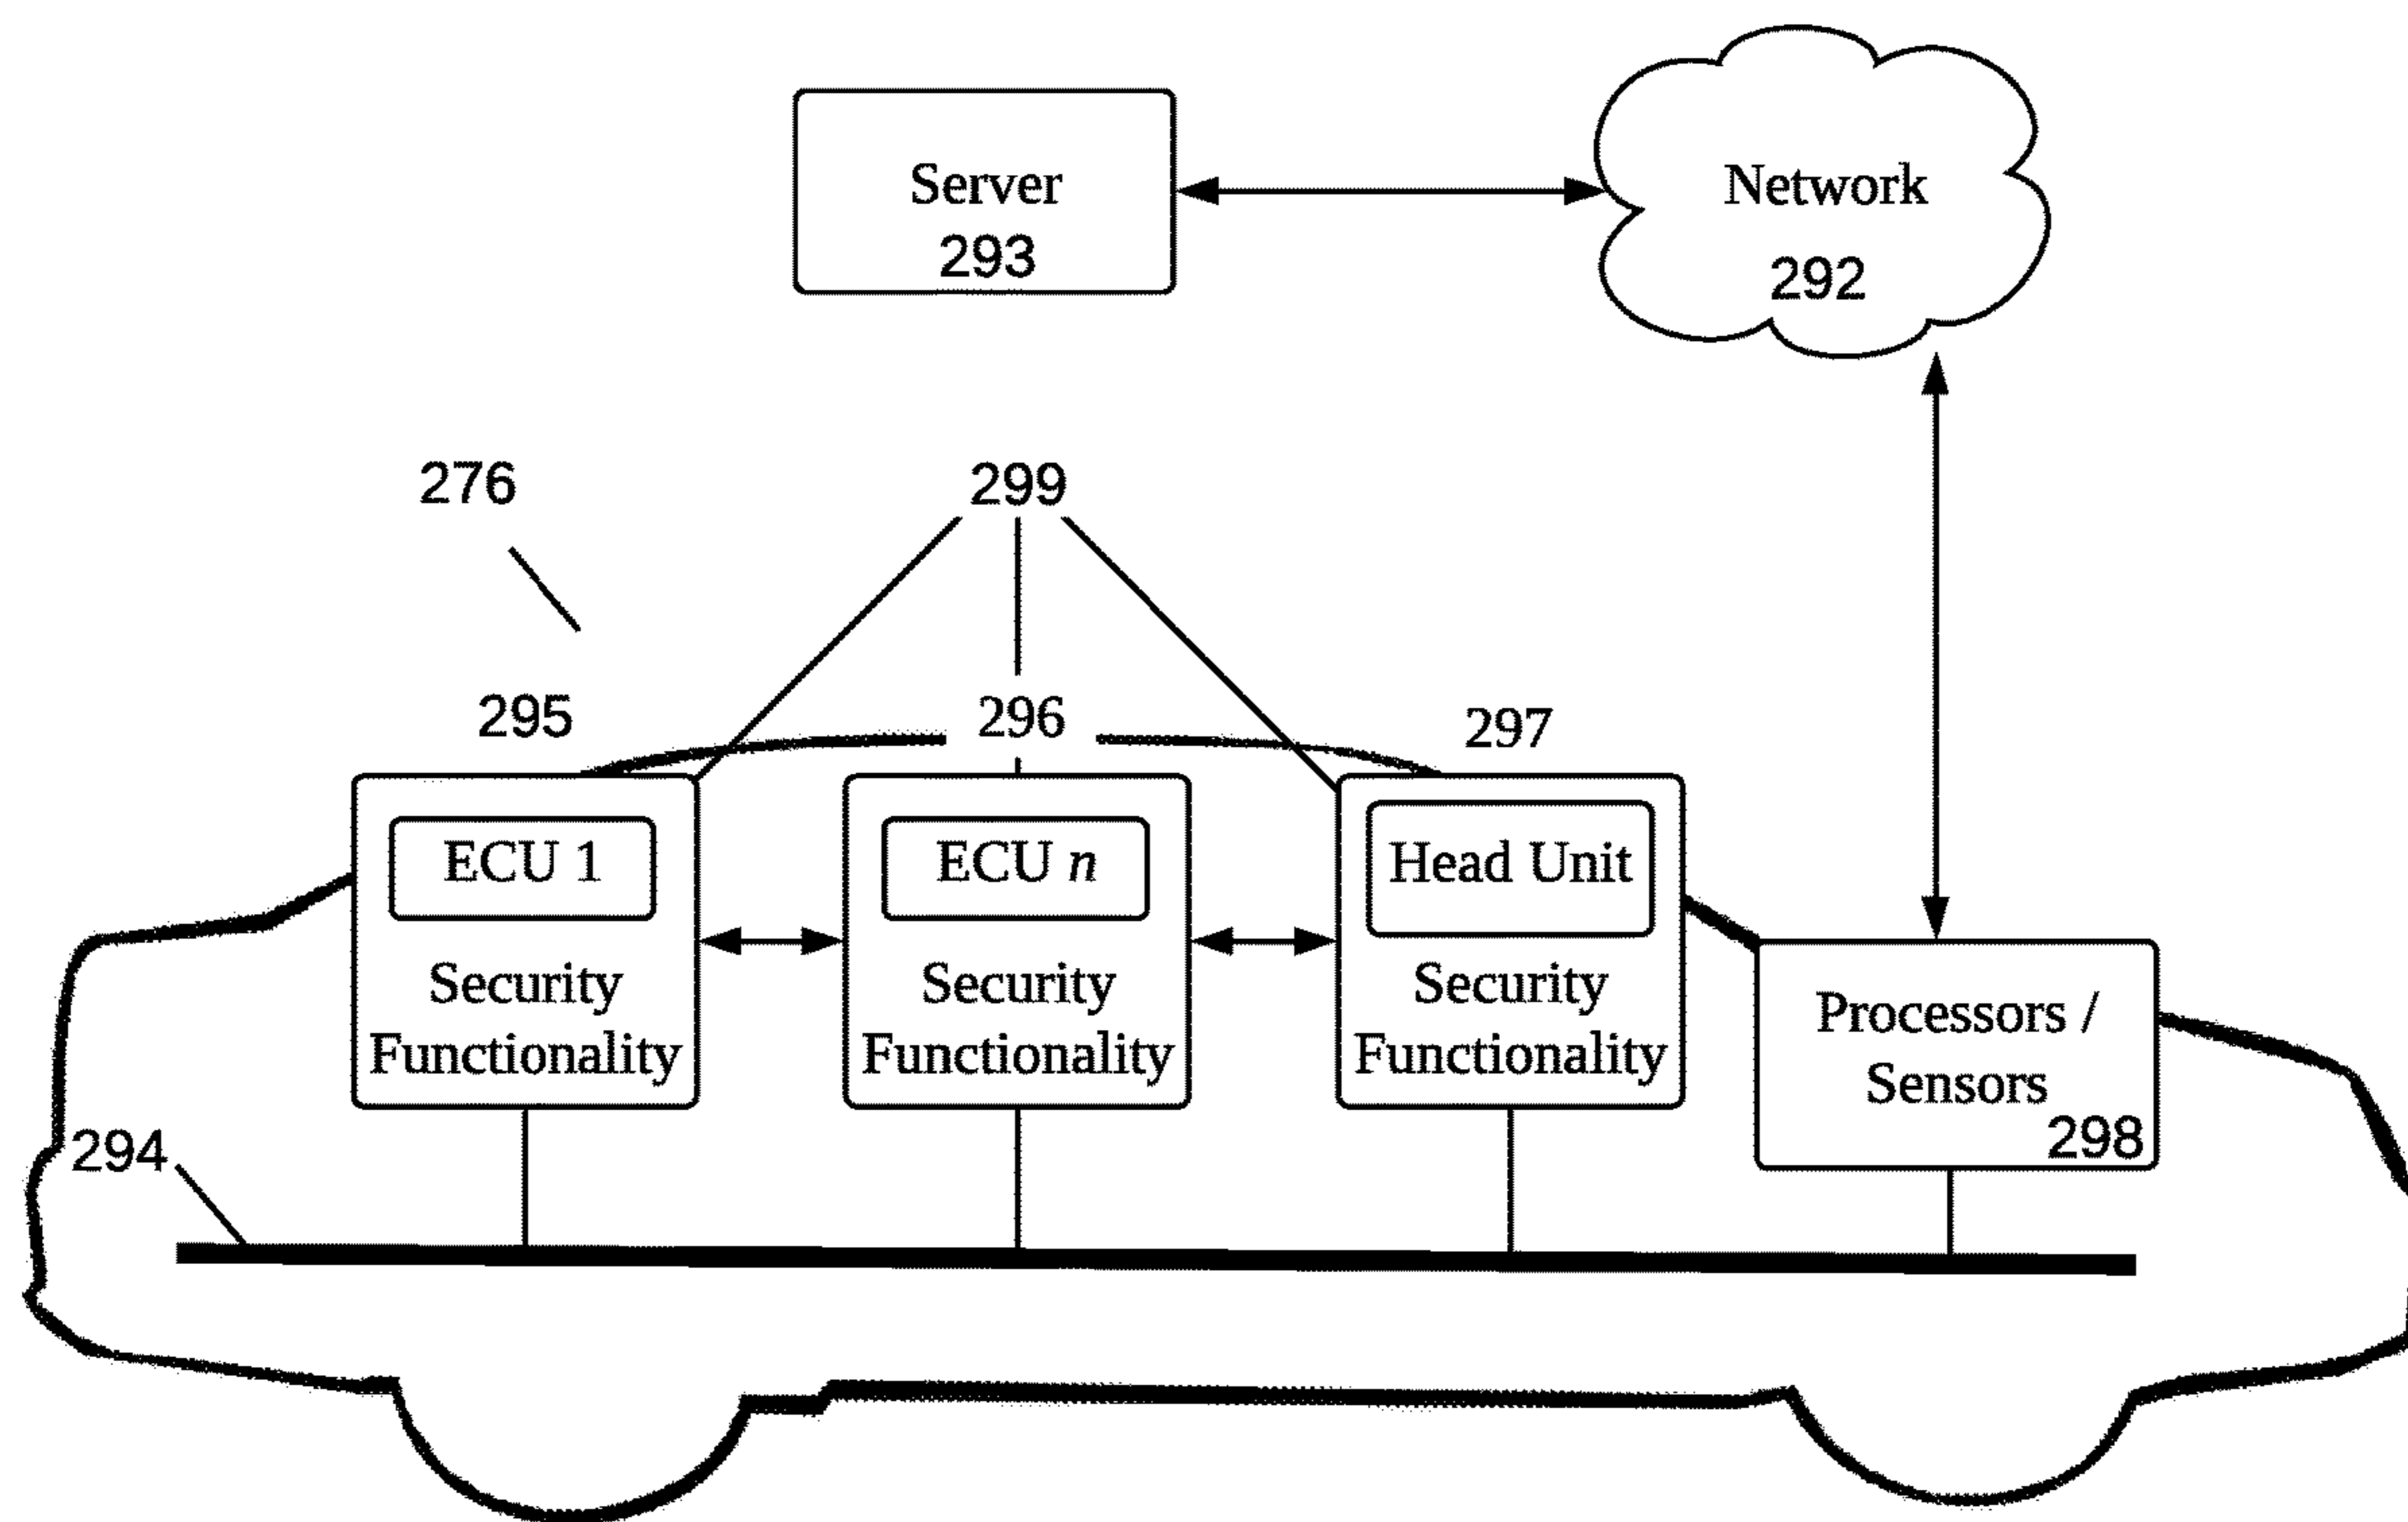 Server
293
Network
292
276
299
295
296
297
ECU 1
Security
Functionality
ECU n
Security
Functionality
Head Unit
Security
Functionality
Processors /
Sensors
298
294